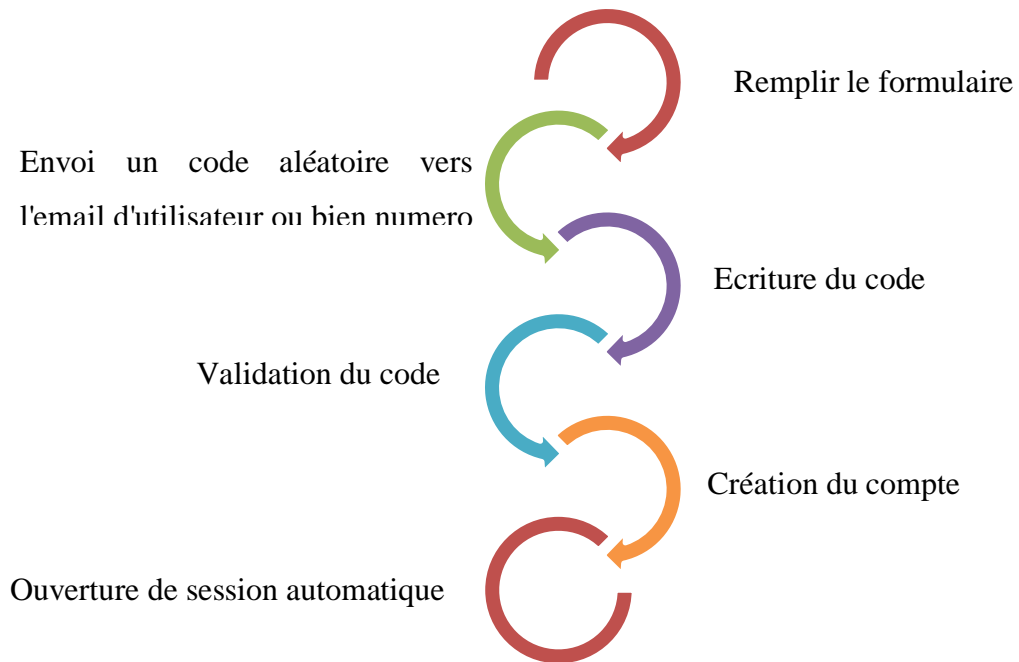 Remplir le formulaire
Envoi un code aléatoire vers
l'email d'utilisateur ou bien numero
Ecriture du code
Validation du code
Création du compte
Ouverture de session automatique